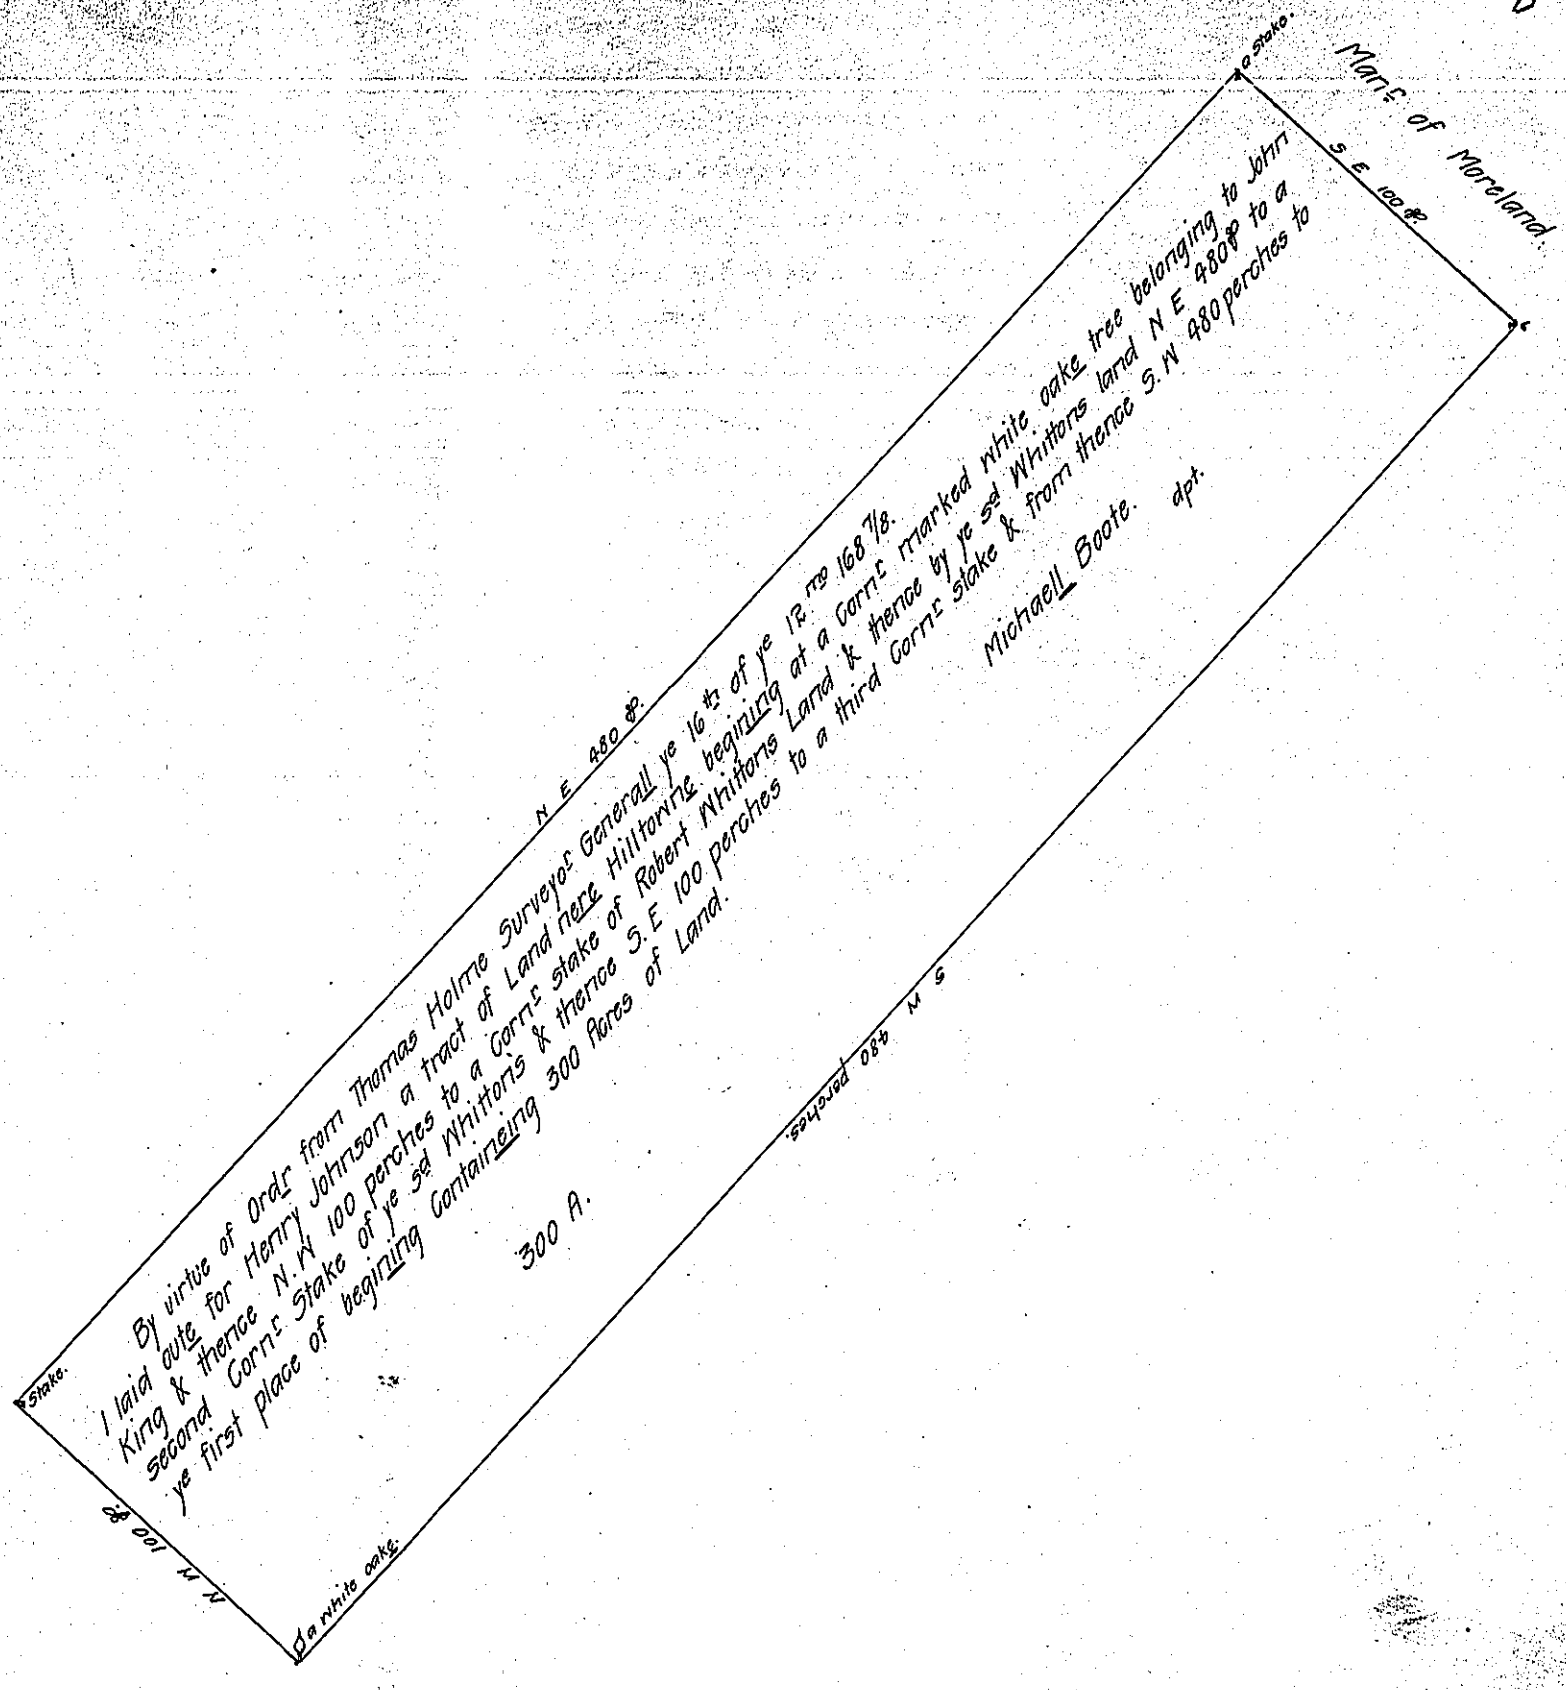 a Stake.
Man.r of Moreland.
S E 100 P.
N E 480 P.
By virtue of Ordr from Thomas Holme Surveyor Generall ye 16th of ye 12mo 1687/8.
I laid oute for Henry Johnson a tract of Land nere Hilltowne begining at a Cornr marked white oake tree belonging to John
King & thence N.W 100 perches to a Cornr stake of Robert Whittons Land & thence by ye sd Whittons land N E 480 P to a
second Cornr Stake of ye sd Whitton's & thence S.E 100 perches to a third Cornr stake & from thence S.W 480 perches to
ye first place of begining Containeing 300 Acres of Land.
Michaell Boote. dpt.
300 A.
S W 480 perches.
Stake.
N W 100 P.
a White oake.